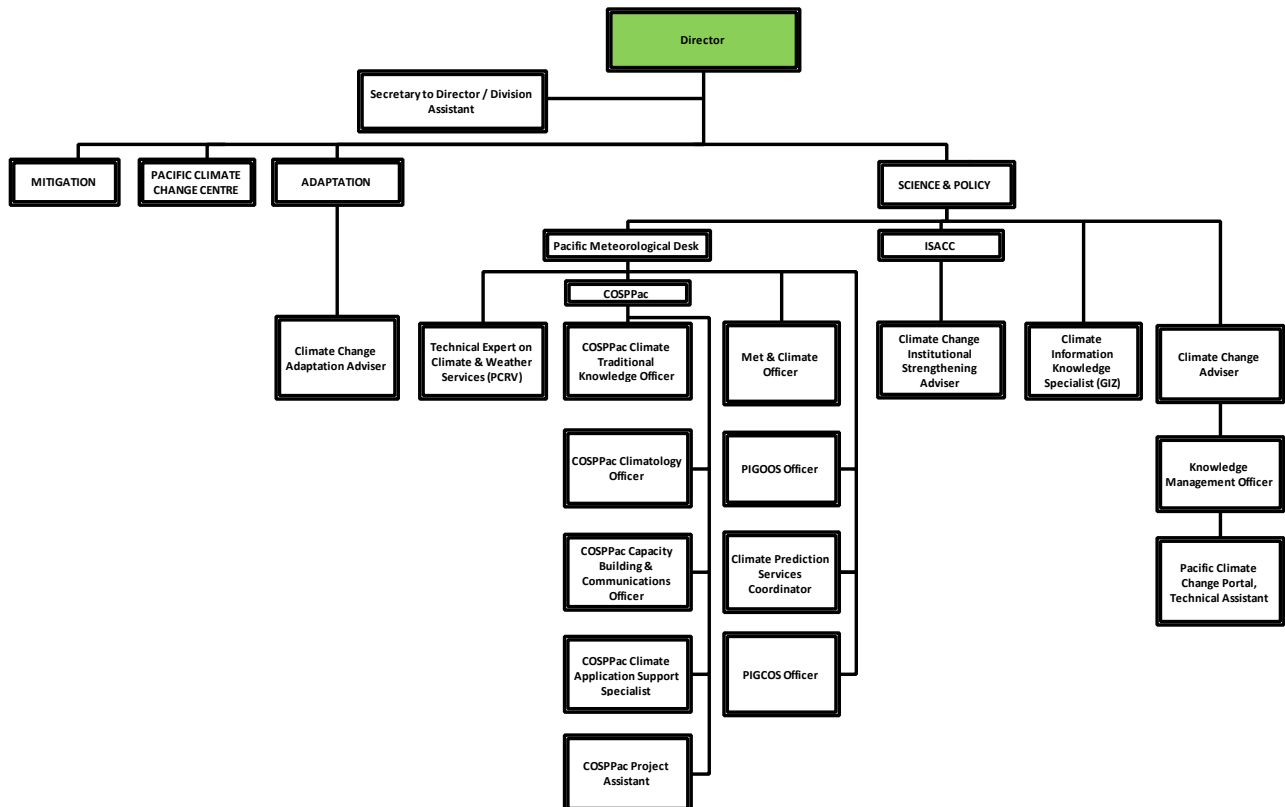 Director
Secretary to Director / Division
Assistant
MITIGATION
PACIFIC CLIMATE
CHANGE CENTRE
ADAPTATION
SCIENCE & POLICY
Pacific Meteorological Desk
ISACC
COSPPac
Climate Change
Adaptation Adviser
Technical Expert on
Climate & Weather
Services (PCRV)
COSPPac Climate
Traditional
Knowledge Officer
Met & Climate
Officer
Climate Change
Institutional
Strengthening
Adviser
Climate
Information
Knowledge
Specialist (GIZ)
Climate Change
Adviser
COSPPac Climatology
Officer
PIGOOS Officer
Knowledge
Management Officer
COSPPac Capacity
Building &
Communications
Officer
Climate Prediction
Services
Coordinator
Pacific Climate
Change Portal,
Technical Assistant
COSPPac Climate
Application Support
Specialist
PIGCOS Officer
COSPPac Project
Assistant